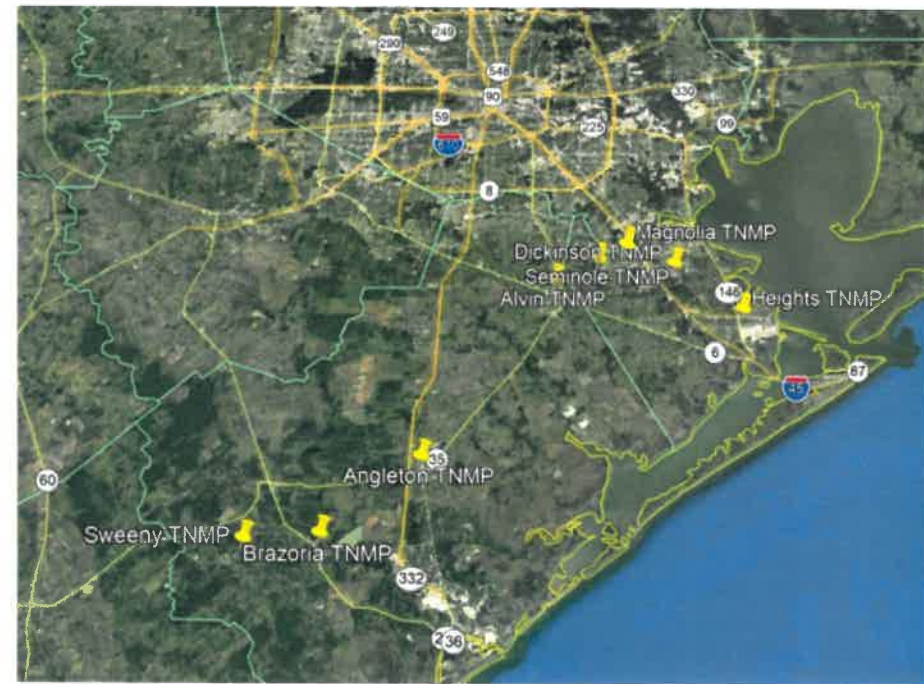 290
249
548
90
59
330
225
99
610
8
Magnolia TNMP
Dickinson TNMP
Seminole TNMP
Alvin TNMP
146
Heights TNMP
6
45
87
35
Angleton TNMP
60
Sweeny TNMP
Brazoria TNMP
332
36